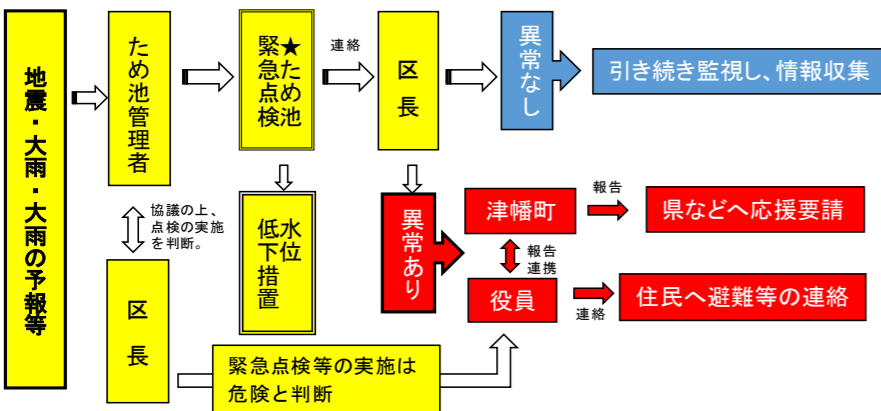 地震・大雨・大雨の予報等
ため池管理者
★ため池
緊急点検
連絡
区長
異常なし
引き続き監視し、情報収集
協議の上、
点検の実施
を判断。
水位
低下措置
異常あり
津幡町
報告
県などへ応援要請
報告
連携
役員
連絡
住民へ避難等の連絡
区長
緊急点検等の実施は
危険と判断